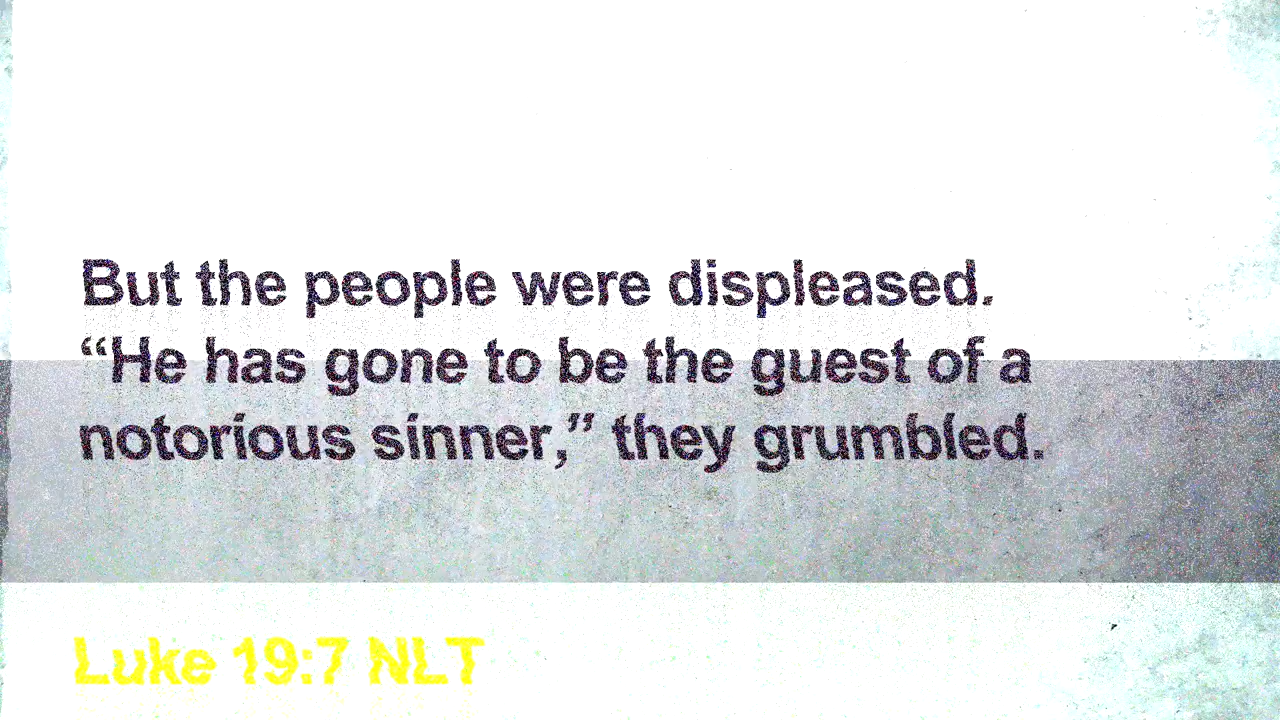 But the people were displeased.
“He has gone to be the guest of a
notorious sinner,” they grumbled.
Luke 19:7 NLT